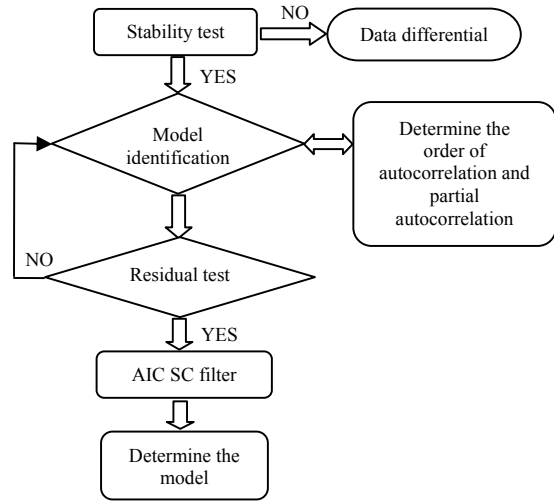 Stability test
NO
Data differential
YES
Model
identification
Determine the
order of
autocorrelation and
partial
autocorrelation
NO
Residual test
YES
AIC SC filter
Determine the
model